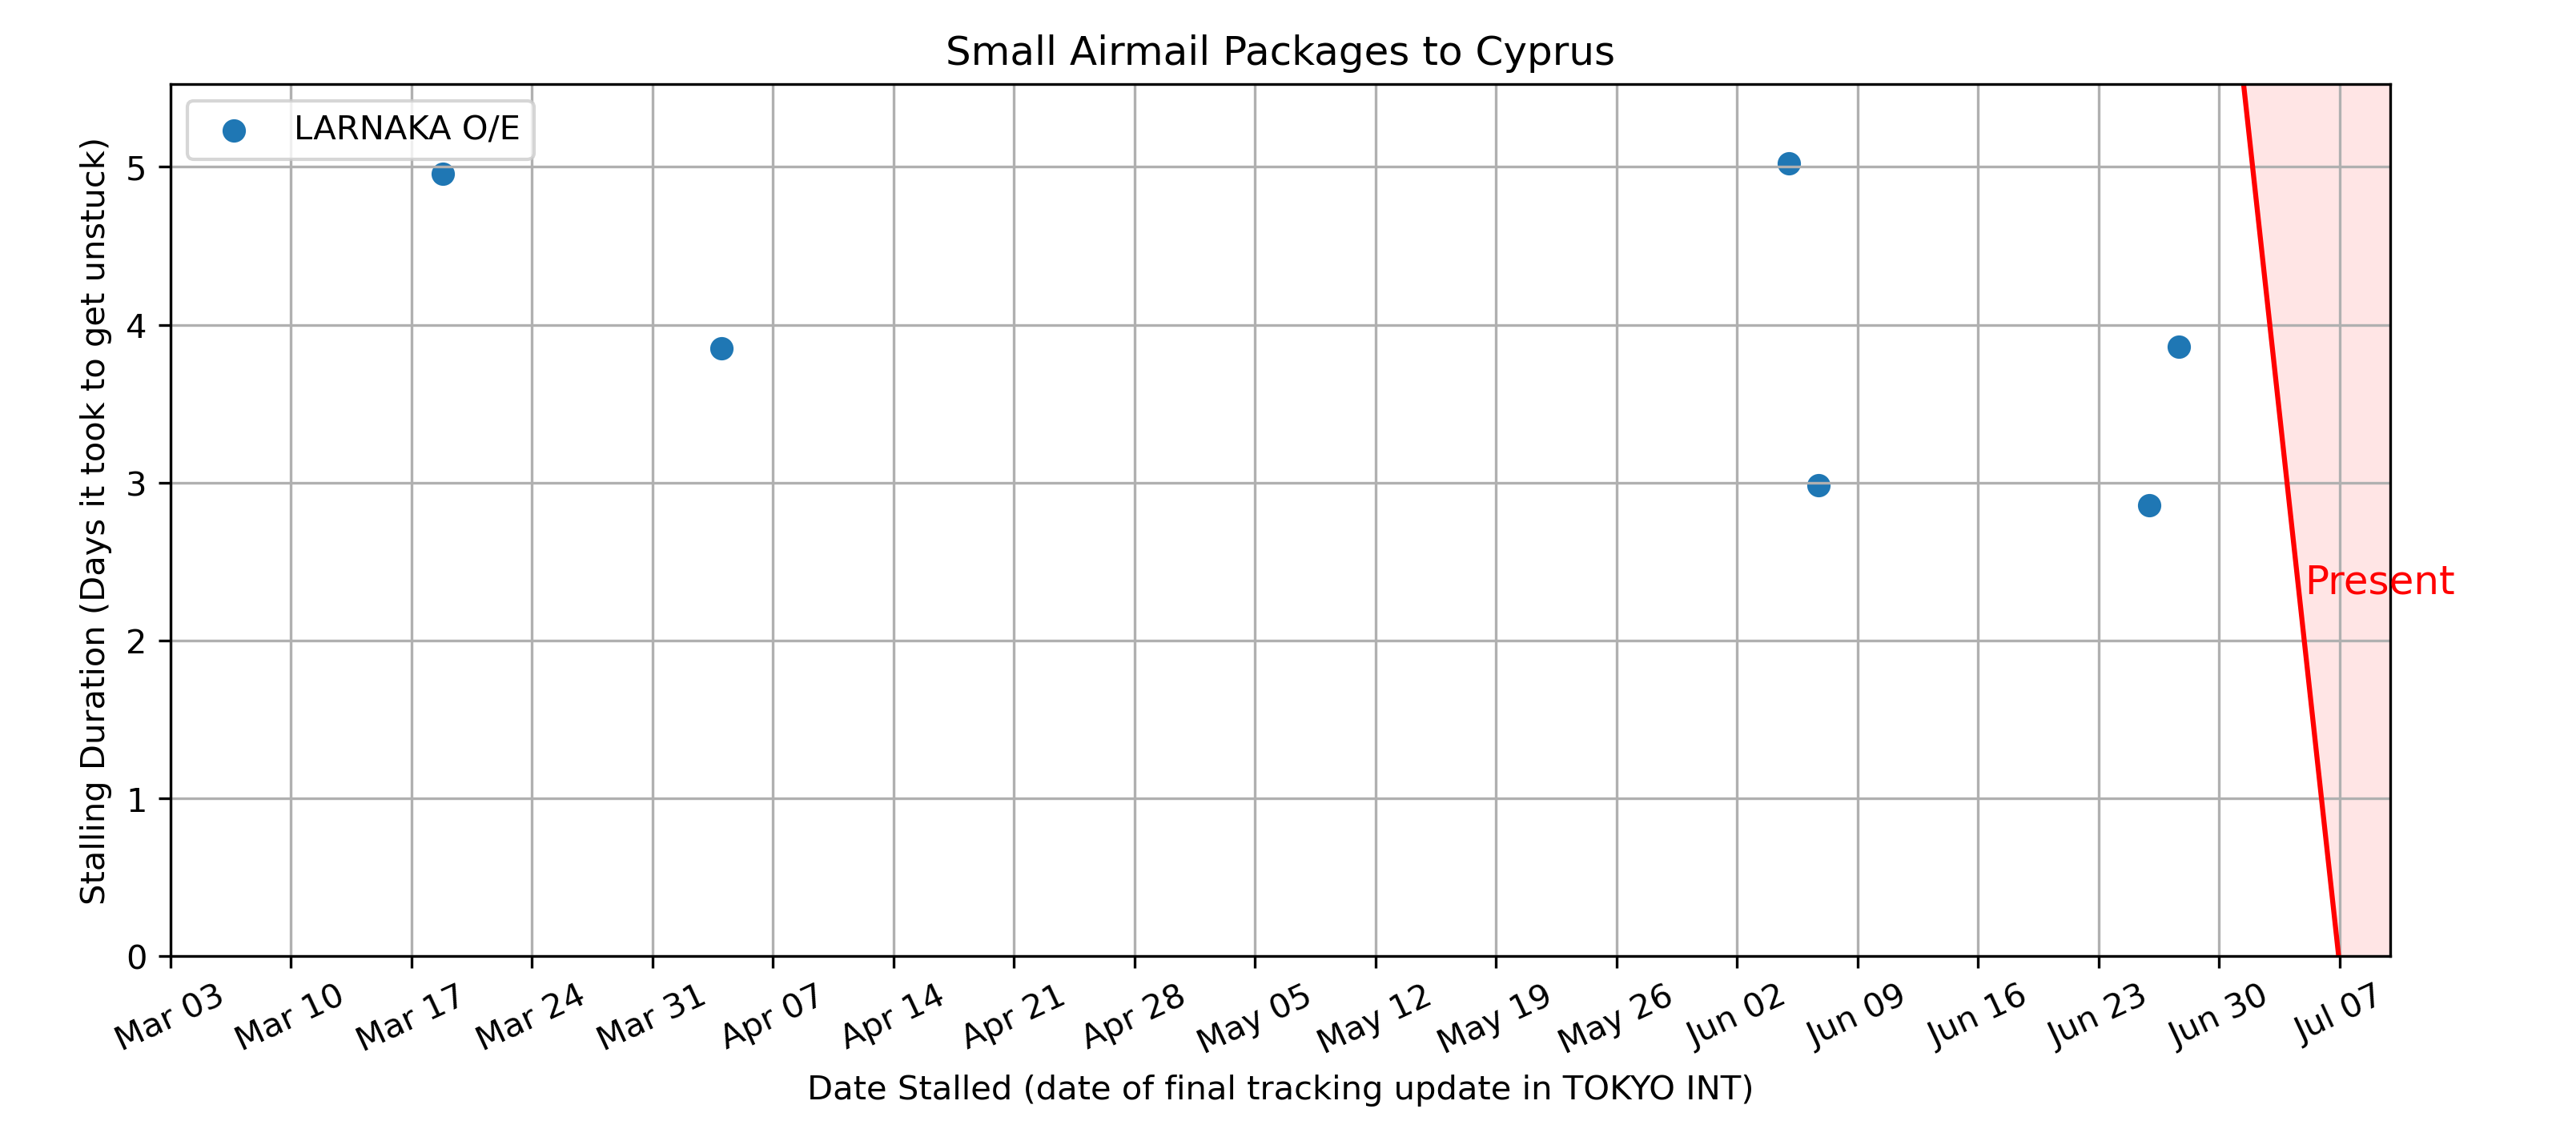 Small Airmail Packages to Cyprus
LARNAKA O/E
Stalling Duration (Days it took to get unstuck)
5
4
3
2
1
0
Present
Mar 03 Mar 10 Mar 17 Mar 24 Mar 31 Apr 07 Apr 14 Apr 21 Apr 28 May 05 May 12 May 19 May 26 Jun 02 Jun 09 Jun 16 Jun 23 Jun 30 Jul 07
Date Stalled (date of final tracking update in TOKYO INT)